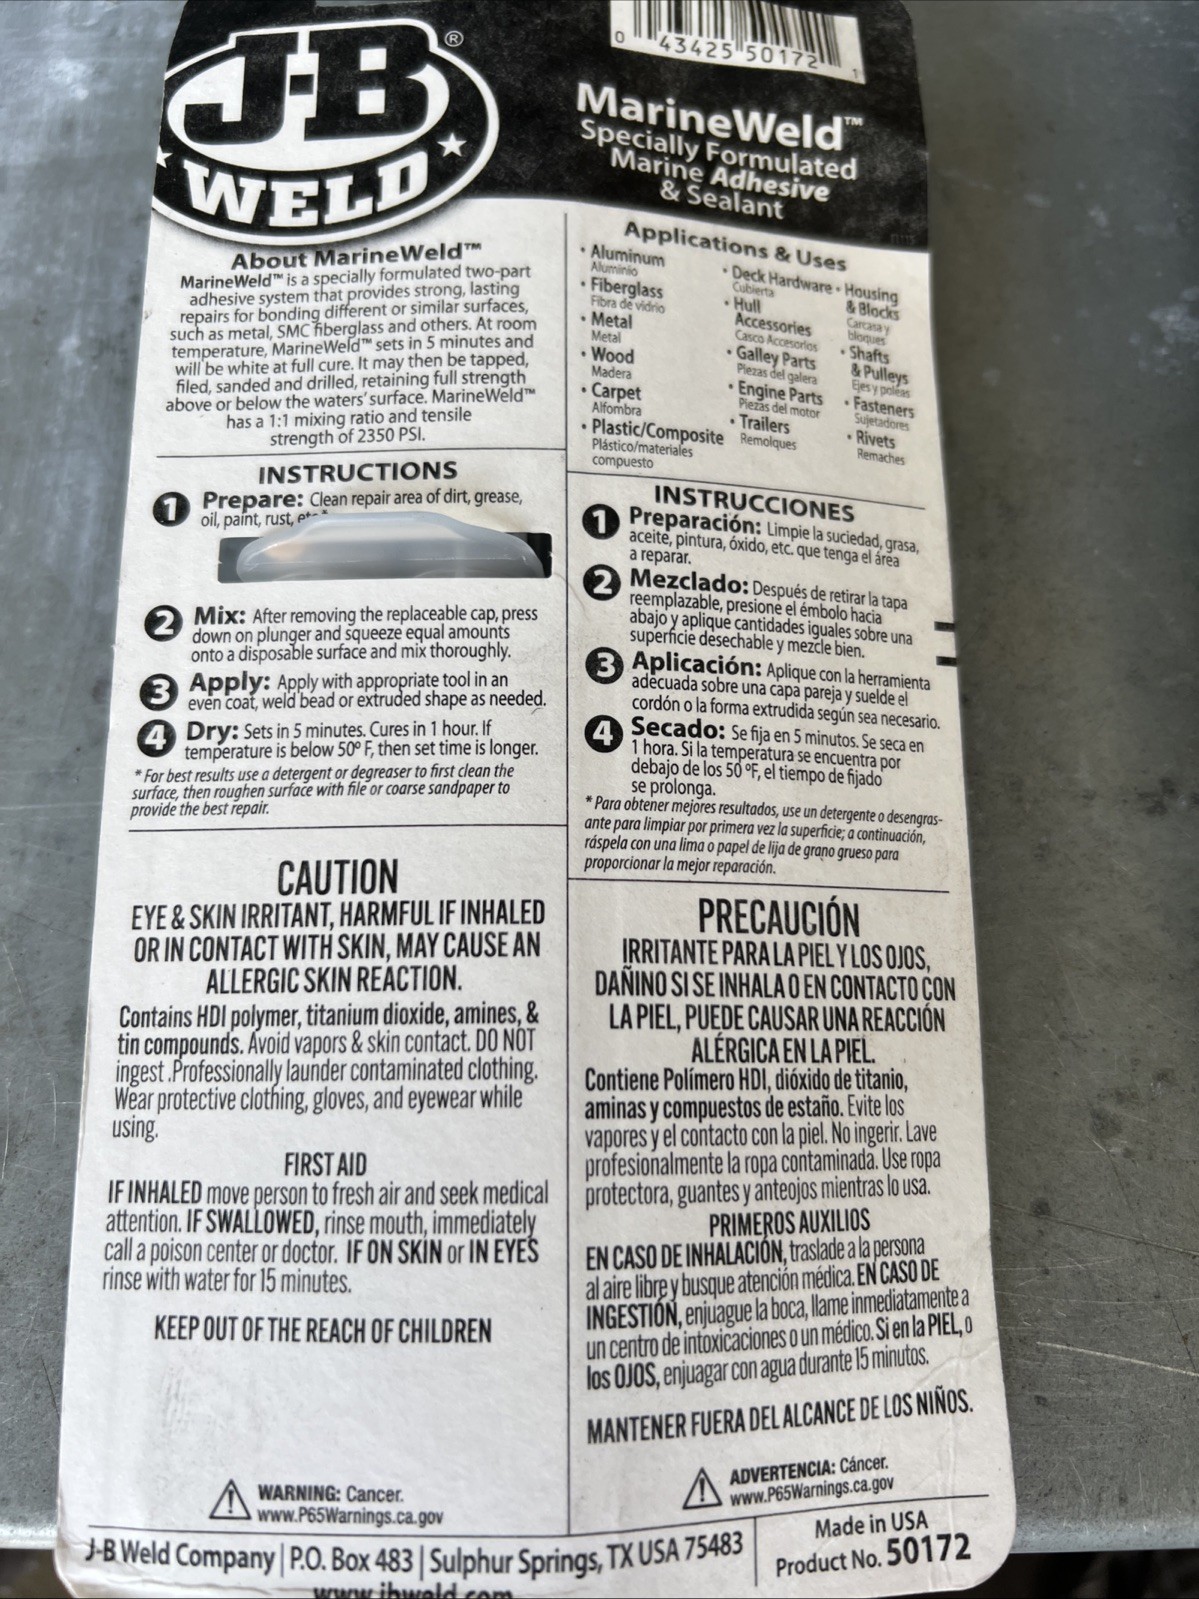 J-B
WELD
®
0 43425 50172 1
MarineWeld™
Specially Formulated
Marine Adhesive
& Sealant
About MarineWeld™
MarineWeld™ is a specially formulated two-part
adhesive system that provides strong, lasting
repairs for bonding different or similar surfaces,
such as metal, SMC fiberglass and others. At room
temperature, MarineWeld™ sets in 5 minutes and
will be white at full cure. It may then be tapped,
filed, sanded and drilled, retaining full strength
above or below the waters' surface. MarineWeld™
has a 1:1 mixing ratio and tensile
strength of 2350 PSI.
INSTRUCTIONS
1 Prepare: Clean repair area of dirt, grease,
oil, paint, rust,
2 Mix: After removing the replaceable cap, press
down on plunger and squeeze equal amounts
onto a disposable surface and mix thoroughly.
3 Apply: Apply with appropriate tool in an
even coat, weld bead or extruded shape as needed.
4 Dry: Sets in 5 minutes. Cures in 1 hour. If
temperature is below 50º F, then set time is longer.
* For best results use a detergent or degreaser to first clean the
surface, then roughen surface with file or coarse sandpaper to
provide the best repair.
CAUTION
EYE & SKIN IRRITANT, HARMFUL IF INHALED
OR IN CONTACT WITH SKIN, MAY CAUSE AN
ALLERGIC SKIN REACTION.
Contains HDI polymer, titanium dioxide, amines, &
tin compounds. Avoid vapors & skin contact. DO NOT
ingest .Professionally launder contaminated clothing.
Wear protective clothing, gloves, and eyewear while
using.
FIRST AID
IF INHALED move person to fresh air and seek medical
attention. IF SWALLOWED, rinse mouth, immediately
call a poison center or doctor. IF ON SKIN or IN EYES
rinse with water for 15 minutes.
KEEP OUT OF THE REACH OF CHILDREN
WARNING: Cancer.
www.P65Warnings.ca.gov
Applications & Uses
• Aluminum
Aluminio
• Fiberglass
Fibra de vidrio
• Metal
Metal
• Wood
Madera
• Carpet
Alfombra
• Plastic/Composite
Plástico/materiales
compuesto
• Deck Hardware
Cubierta
• Hull
Accessories
Casco Accesorios
• Galley Parts
Piezas del galera
• Engine Parts
Piezas del motor
• Trailers
Remolques
• Housing
& Blocks
Carcasa y
bloques
• Shafts
& Pulleys
Ejes y poleas
• Fasteners
Sujetadores
• Rivets
Remaches
INSTRUCCIONES
1 Preparación: Limpie la suciedad, grasa,
aceite, pintura, óxido, etc. que tenga el área
a reparar.
2 Mezclado: Después de retirar la tapa
reemplazable, presione el émbolo hacia
abajo y aplique cantidades iguales sobre una
superficie desechable y mezcle bien.
3 Aplicación: Aplique con la herramienta
adecuada sobre una capa pareja y suelde el
cordón o la forma extrudida según sea necesario.
4 Secado: Se fija en 5 minutos. Se seca en
1 hora. Si la temperatura se encuentra por
debajo de los 50 ºF, el tiempo de fijado
se prolonga.
* Para obtener mejores resultados, use un detergente o desengras-
ante para limpiar por primera vez la superficie; a continuación,
ráspela con una lima o papel de lija de grano grueso para
proporcionar la mejor reparación.
PRECAUCIÓN
IRRITANTE PARA LA PIEL Y LOS OJOS,
DAÑINO SI SE INHALA O EN CONTACTO CON
LA PIEL, PUEDE CAUSAR UNA REACCIÓN
ALÉRGICA EN LA PIEL.
Contiene Polímero HDI, dióxido de titanio,
aminas y compuestos de estaño. Evite los
vapores y el contacto con la piel. No ingerir. Lave
profesionalmente la ropa contaminada. Use ropa
protectora, guantes y anteojos mientras lo usa.
PRIMEROS AUXILIOS
EN CASO DE INHALACIÓN, traslade a la persona
al aire libre y busque atención médica. EN CASO DE
INGESTIÓN, enjuague la boca, llame inmediatamente a
un centro de intoxicaciones o un médico. Si en la PIEL, o
los OJOS, enjuagar con agua durante 15 minutos.
MANTENER FUERA DEL ALCANCE DE LOS NIÑOS.
ADVERTENCIA: Cáncer.
www.P65Warnings.ca.gov
J-B Weld Company | P.O. Box 483 | Sulphur Springs, TX USA 75483
www.jbweld.com
Made in USA
Product No. 50172